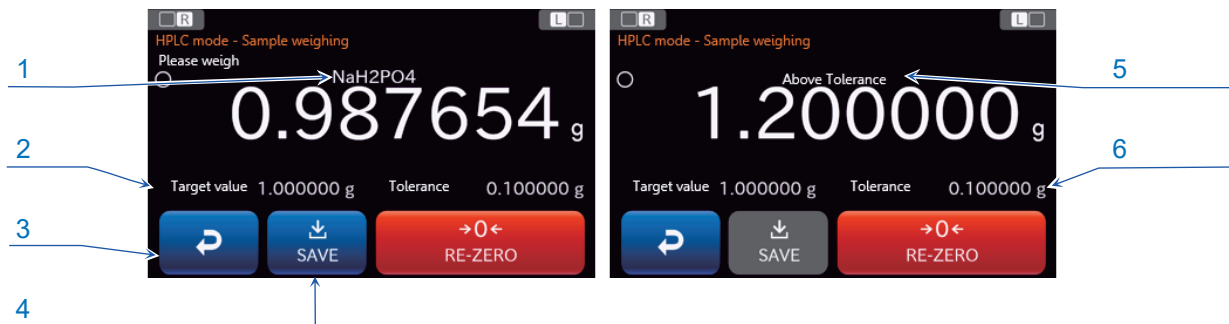 R L
HPLC mode - Sample weighing
Please weigh
NaH2PO4
0.987654 g
Target value 1.000000 g Tolerance 0.100000 g
SAVE
→0←
RE-ZERO
R L
HPLC mode - Sample weighing
Above Tolerance
1.200000 g
Target value 1.000000 g Tolerance 0.100000 g
SAVE
→0←
RE-ZERO
1
2
3
4
5
6